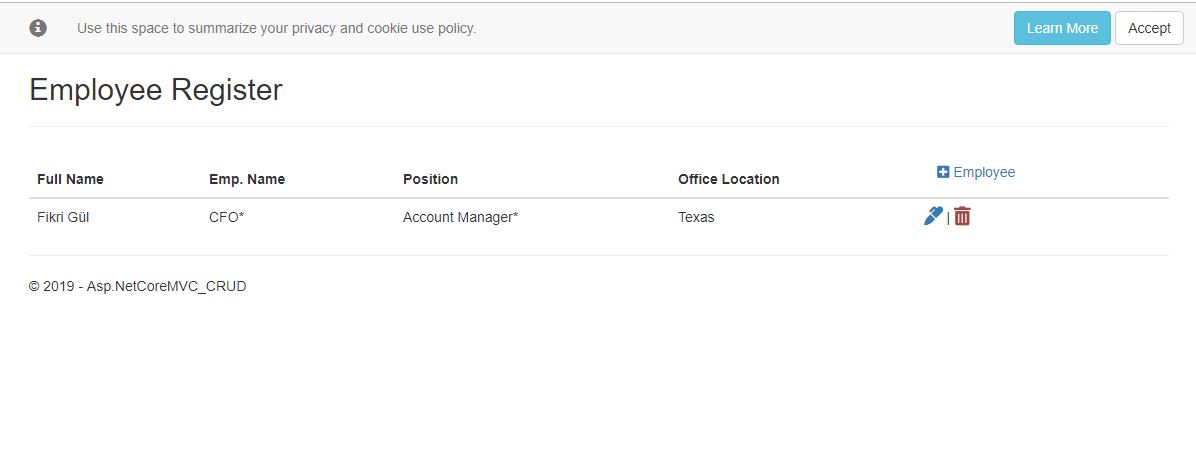 Use this space to summarize your privacy and cookie use policy. Learn More Accept
Employee Register
Full Name Emp. Name Position Office Location Employee
Fikri Gül CFO* Account Manager* Texas |
© 2019 - Asp.NetCoreMVC_CRUD